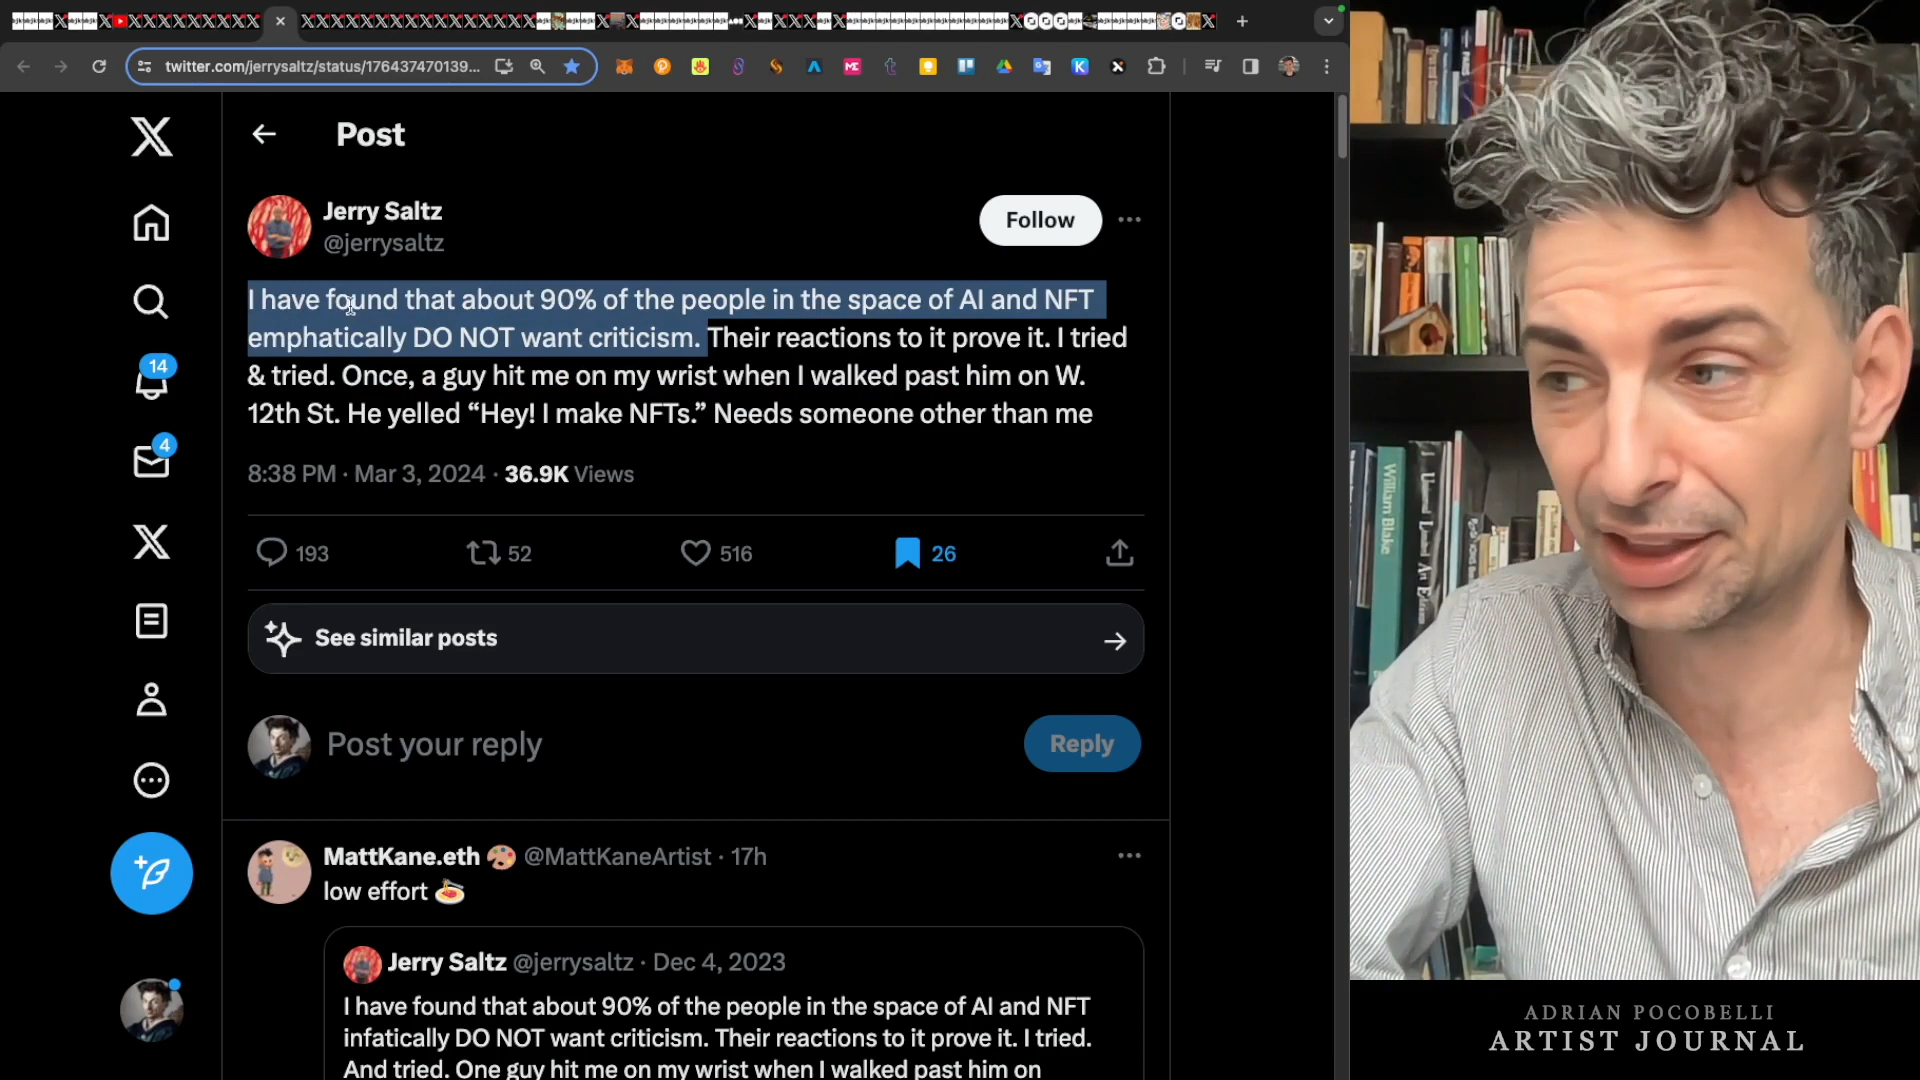 twitter.com/jerrysaltz/status/176437470139...
Post
Jerry Saltz
@jerrysaltz
Follow
I have found that about 90% of the people in the space of AI and NFT
emphatically DO NOT want criticism. Their reactions to it prove it. I tried
& tried. Once, a guy hit me on my wrist when I walked past him on W.
12th St. He yelled “Hey! I make NFTs.” Needs someone other than me
8:38 PM · Mar 3, 2024 · 36.9K Views
14
4
193 52 516 26
See similar posts
Post your reply
Reply
MattKane.eth @MattKaneArtist · 17h
low effort
Jerry Saltz @jerrysaltz · Dec 4, 2023
I have found that about 90% of the people in the space of AI and NFT
infatically DO NOT want criticism. Their reactions to it prove it. I tried.
And tried. One guy hit me on my wrist when I walked past him on
William Blake
ADRIAN POCOBELLI
ARTIST JOURNAL